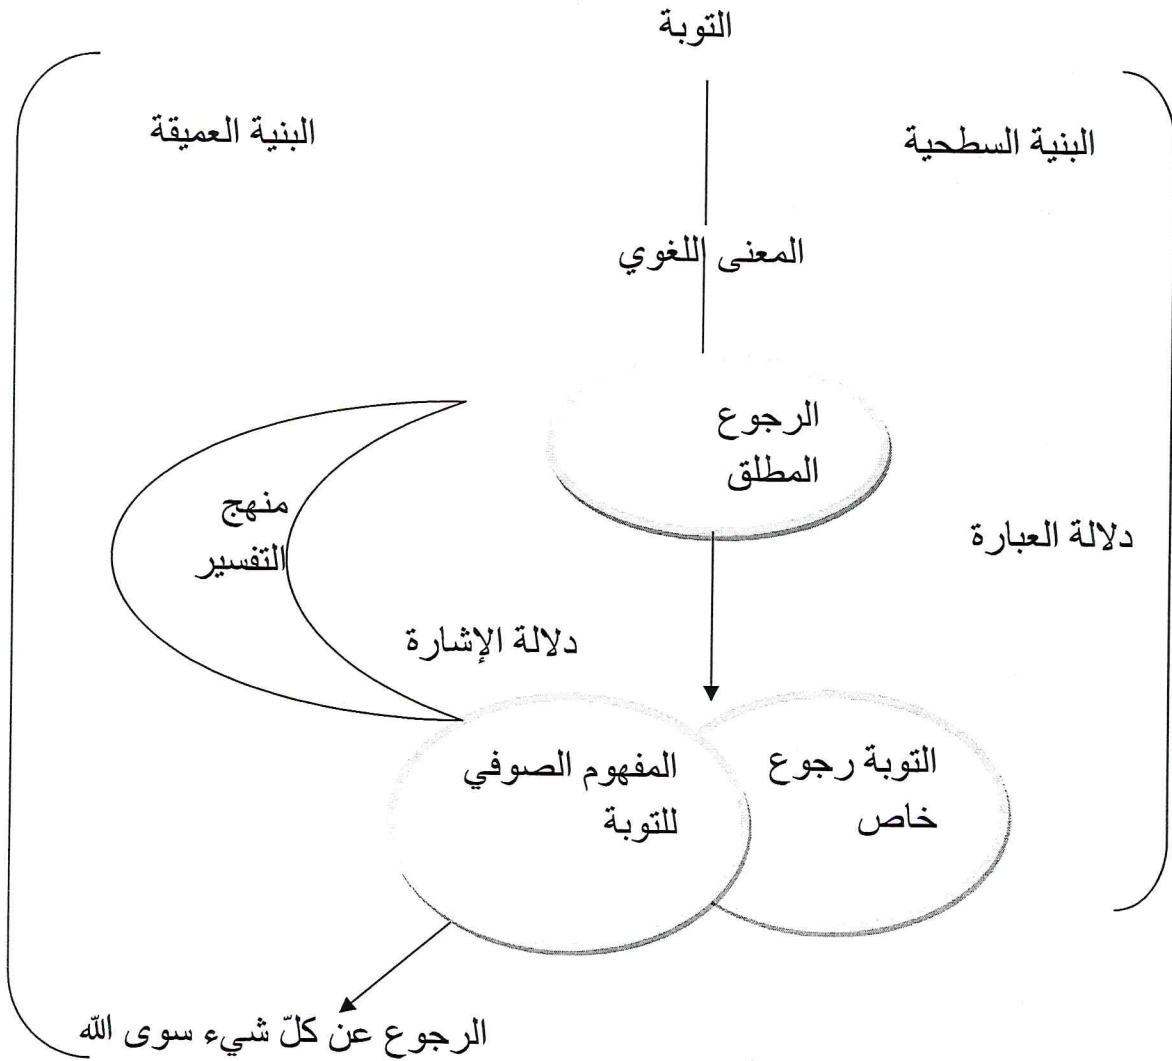 التوبة
البنية السطحية
البنية العميقة
المعنى اللغوي
الرجوع
المطلق
منهج
التفسير
دلالة العبارة
دلالة الإشارة
التوبة رجوع
خاص
المفهوم الصوفي
للتوبة
الرجوع عن كلّ شيء سوى الله